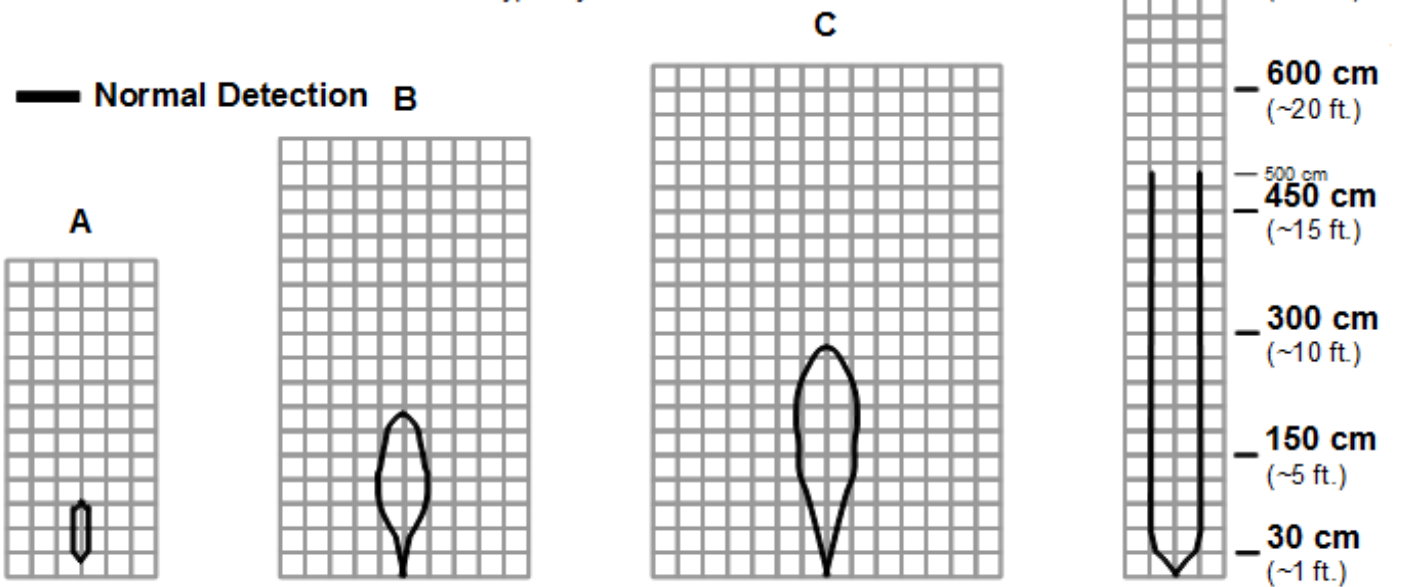 C
Normal Detection
B
A
600 cm
(~20 ft.)
500 cm
450 cm
(~15 ft.)
300 cm
(~10 ft.)
150 cm
(~5 ft.)
30 cm
(~1 ft.)